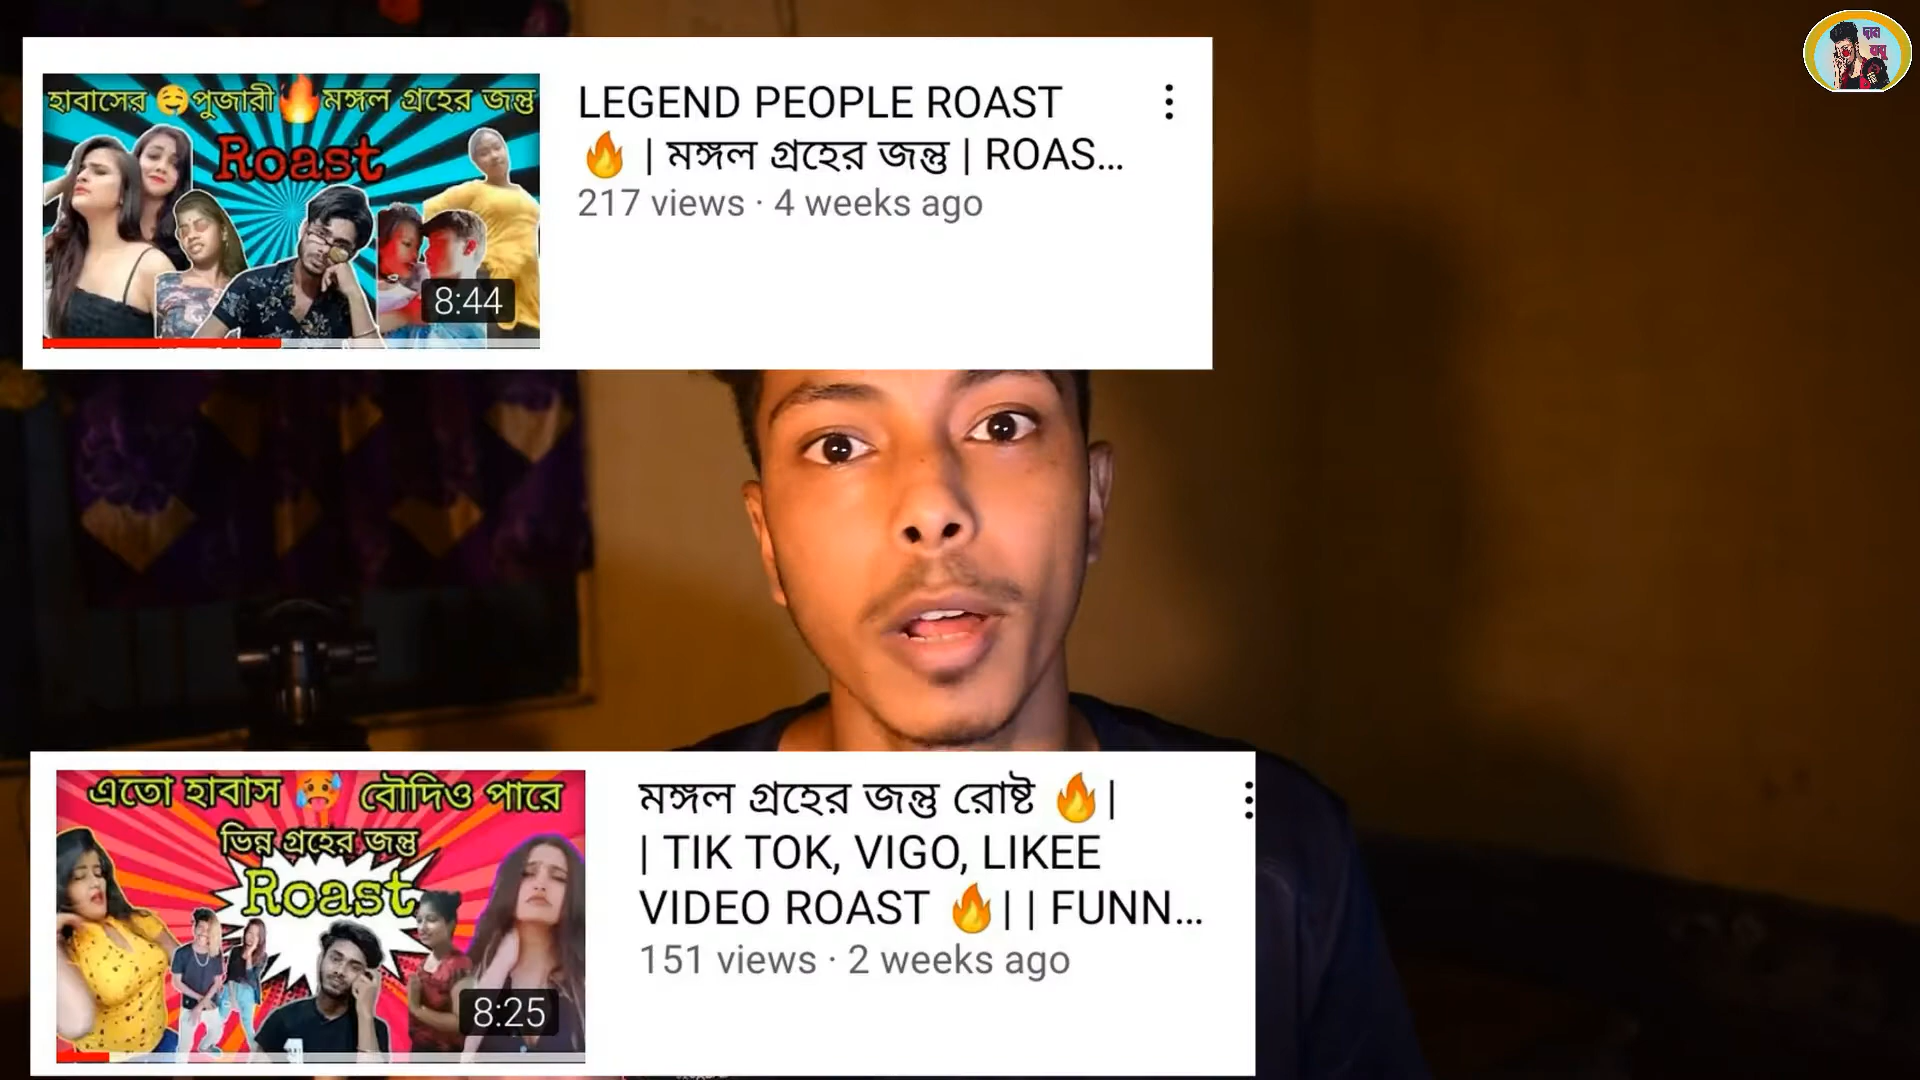 হাবাসের 🤤পুজারী🔥মঙ্গল গ্রহের জন্তু
Roast
8:44
LEGEND PEOPLE ROAST
🔥 | মঙ্গল গ্রহের জন্তু | ROAS...
217 views · 4 weeks ago
এতো হাবাস 🥵 বৌদিও পারে
ভিন্ন গ্রহের জন্তু
Roast
8:25
মঙ্গল গ্রহের জন্তু রোষ্ট 🔥|
| TIK TOK, VIGO, LIKEE
VIDEO ROAST 🔥| | FUNN...
151 views · 2 weeks ago